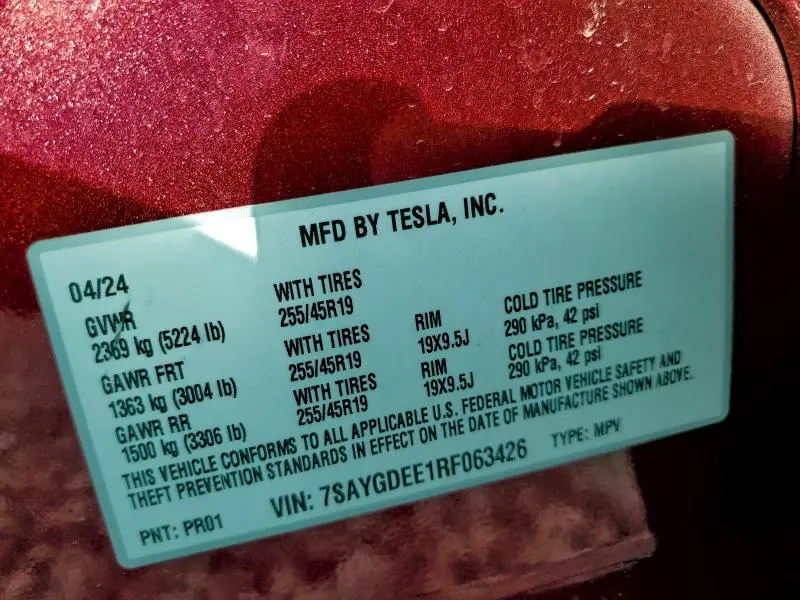 MFD BY TESLA, INC.
04/24
GVWR WITH TIRES
2369 kg (5224 lb) 255/45R19
GAWR FRT WITH TIRES RIM COLD TIRE PRESSURE
1363 kg (3004 lb) 255/45R19 19X9.5J 290 kPa, 42 psi
GAWR RR WITH TIRES RIM COLD TIRE PRESSURE
1500 kg (3306 lb) 255/45R19 19X9.5J 290 kPa, 42 psi
THIS VEHICLE CONFORMS TO ALL APPLICABLE U.S. FEDERAL MOTOR VEHICLE SAFETY AND
THEFT PREVENTION STANDARDS IN EFFECT ON THE DATE OF MANUFACTURE SHOWN ABOVE.
PNT: PR01 VIN: 7SAYGDEE1RF063426 TYPE: MPV